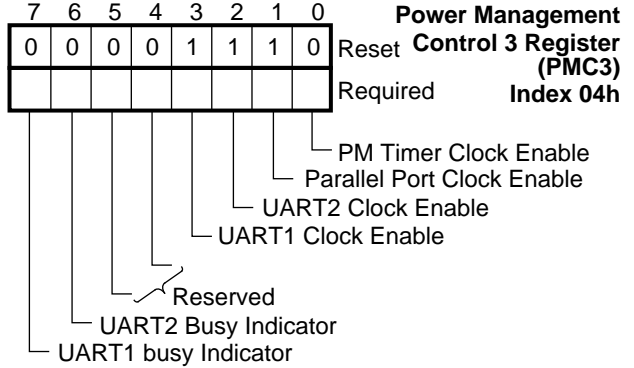 7 6 5 4 3 2 1 0
Power Management
0 0 0 0 1 1 1 0 Reset Control 3 Register
(PMC3)
Required Index 04h
PM Timer Clock Enable
Parallel Port Clock Enable
UART2 Clock Enable
UART1 Clock Enable
Reserved
UART2 Busy Indicator
UART1 busy Indicator